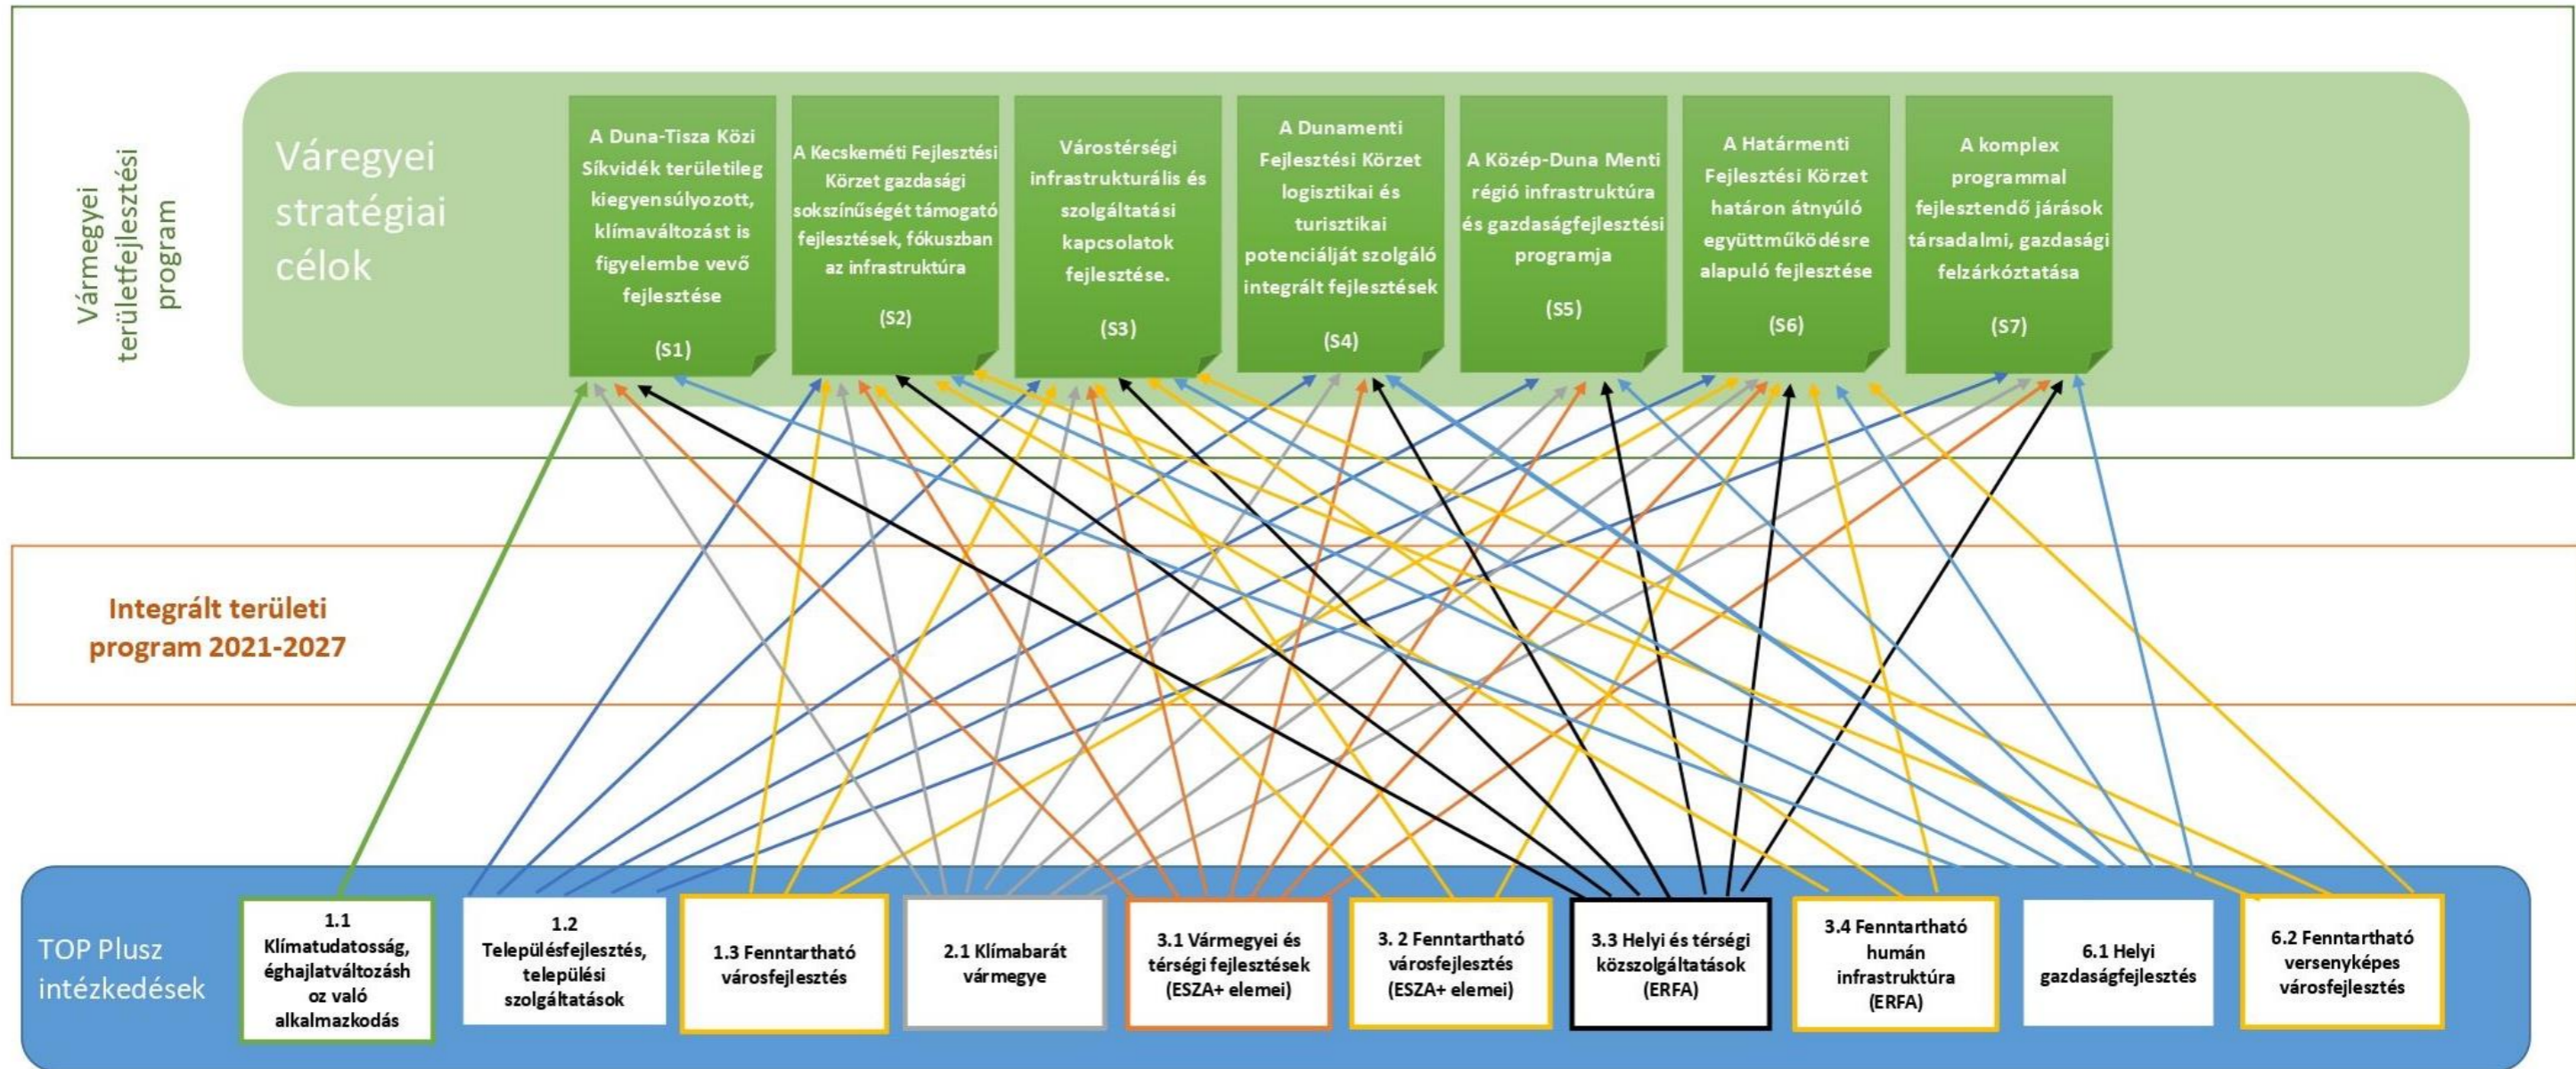 Vármegyei
területfejlesztési
program
Váregyei
stratégiai
célok
A Duna-Tisza Közi
Síkvidék területileg
kiegyensúlyozott,
klímaváltozást is
figyelembe vevő
fejlesztése
(S1)
A Kecskeméti Fejlesztési
Körzet gazdasági
sokszínűségét támogató
fejlesztések, fókuszban
az infrastruktúra
(S2)
Várostérségi
infrastrukturális és
szolgáltatási
kapcsolatok
fejlesztése.
(S3)
A Dunamenti
Fejlesztési Körzet
logisztikai és
turisztikai
potenciálját szolgáló
integrált fejlesztések
(S4)
A Közép-Duna Menti
régió infrastruktúra
és gazdaságfejlesztési
programja
(S5)
A Határmenti
Fejlesztési Körzet
határon átnyúló
együttműködésre
alapuló fejlesztése
(S6)
A komplex
programmal
fejlesztendő járások
társadalmi, gazdasági
felzárkóztatása
(S7)
Integrált területi
program 2021-2027
TOP Plusz
intézkedések
1.1
Klímatudatosság,
éghajlatváltozásh
oz való
alkalmazkodás
1.2
Településfejlesztés,
települési
szolgáltatások
1.3 Fenntartható
városfejlesztés
2.1 Klímabarát
vármegye
3.1 Vármegyei és
térségi fejlesztések
(ESZA+ elemei)
3. 2 Fenntartható
városfejlesztés
(ESZA+ elemei)
3.3 Helyi és térségi
közszolgáltatások
(ERFA)
3.4 Fenntartható
humán
infrastruktúra
(ERFA)
6.1 Helyi
gazdaságfejlesztés
6.2 Fenntartható
versenyképes
városfejlesztés